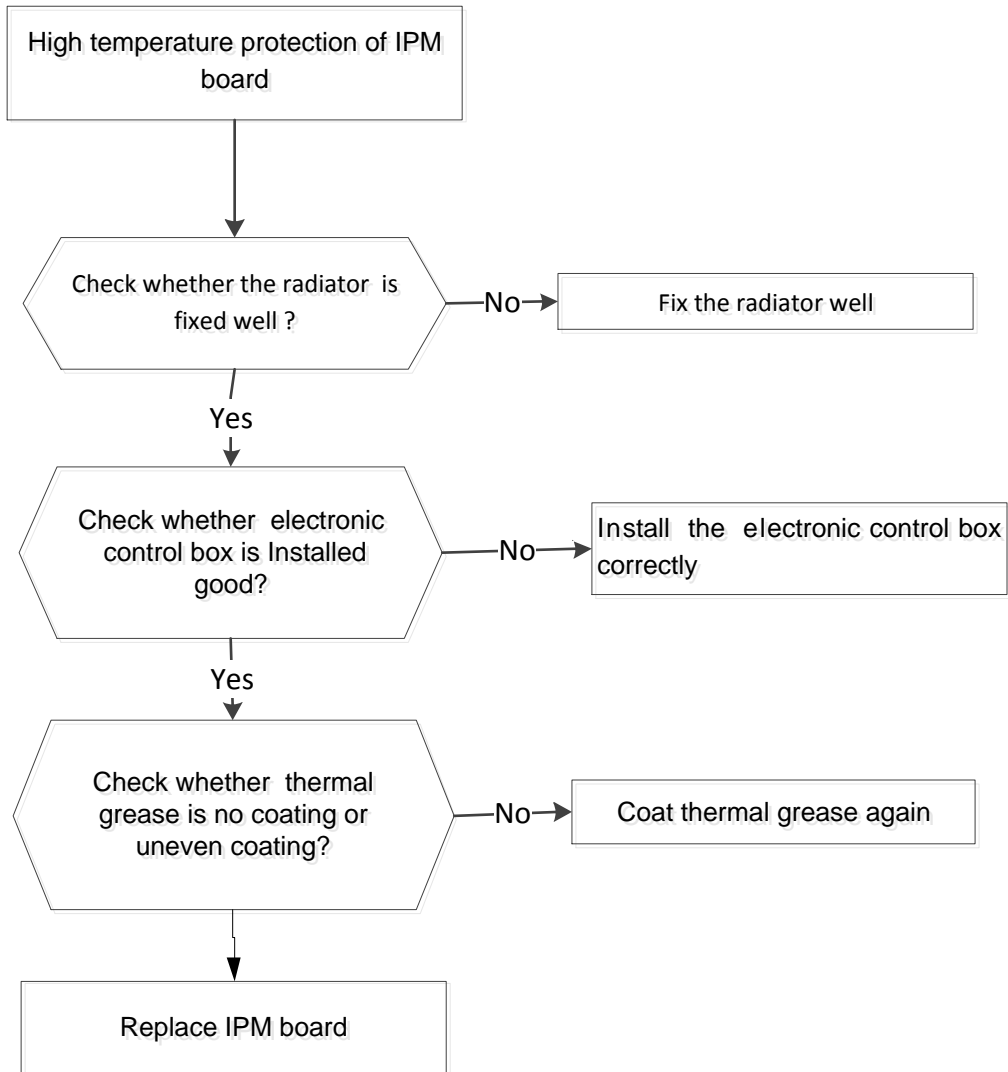 High temperature protection of IPM
board
Check whether the radiator is
fixed well ?
No
Fix the radiator well
Yes
Check whether electronic
control box is Installed
good?
No
Install the electronic control box
correctly
Yes
Check whether thermal
grease is no coating or
uneven coating?
No
Coat thermal grease again
Replace IPM board